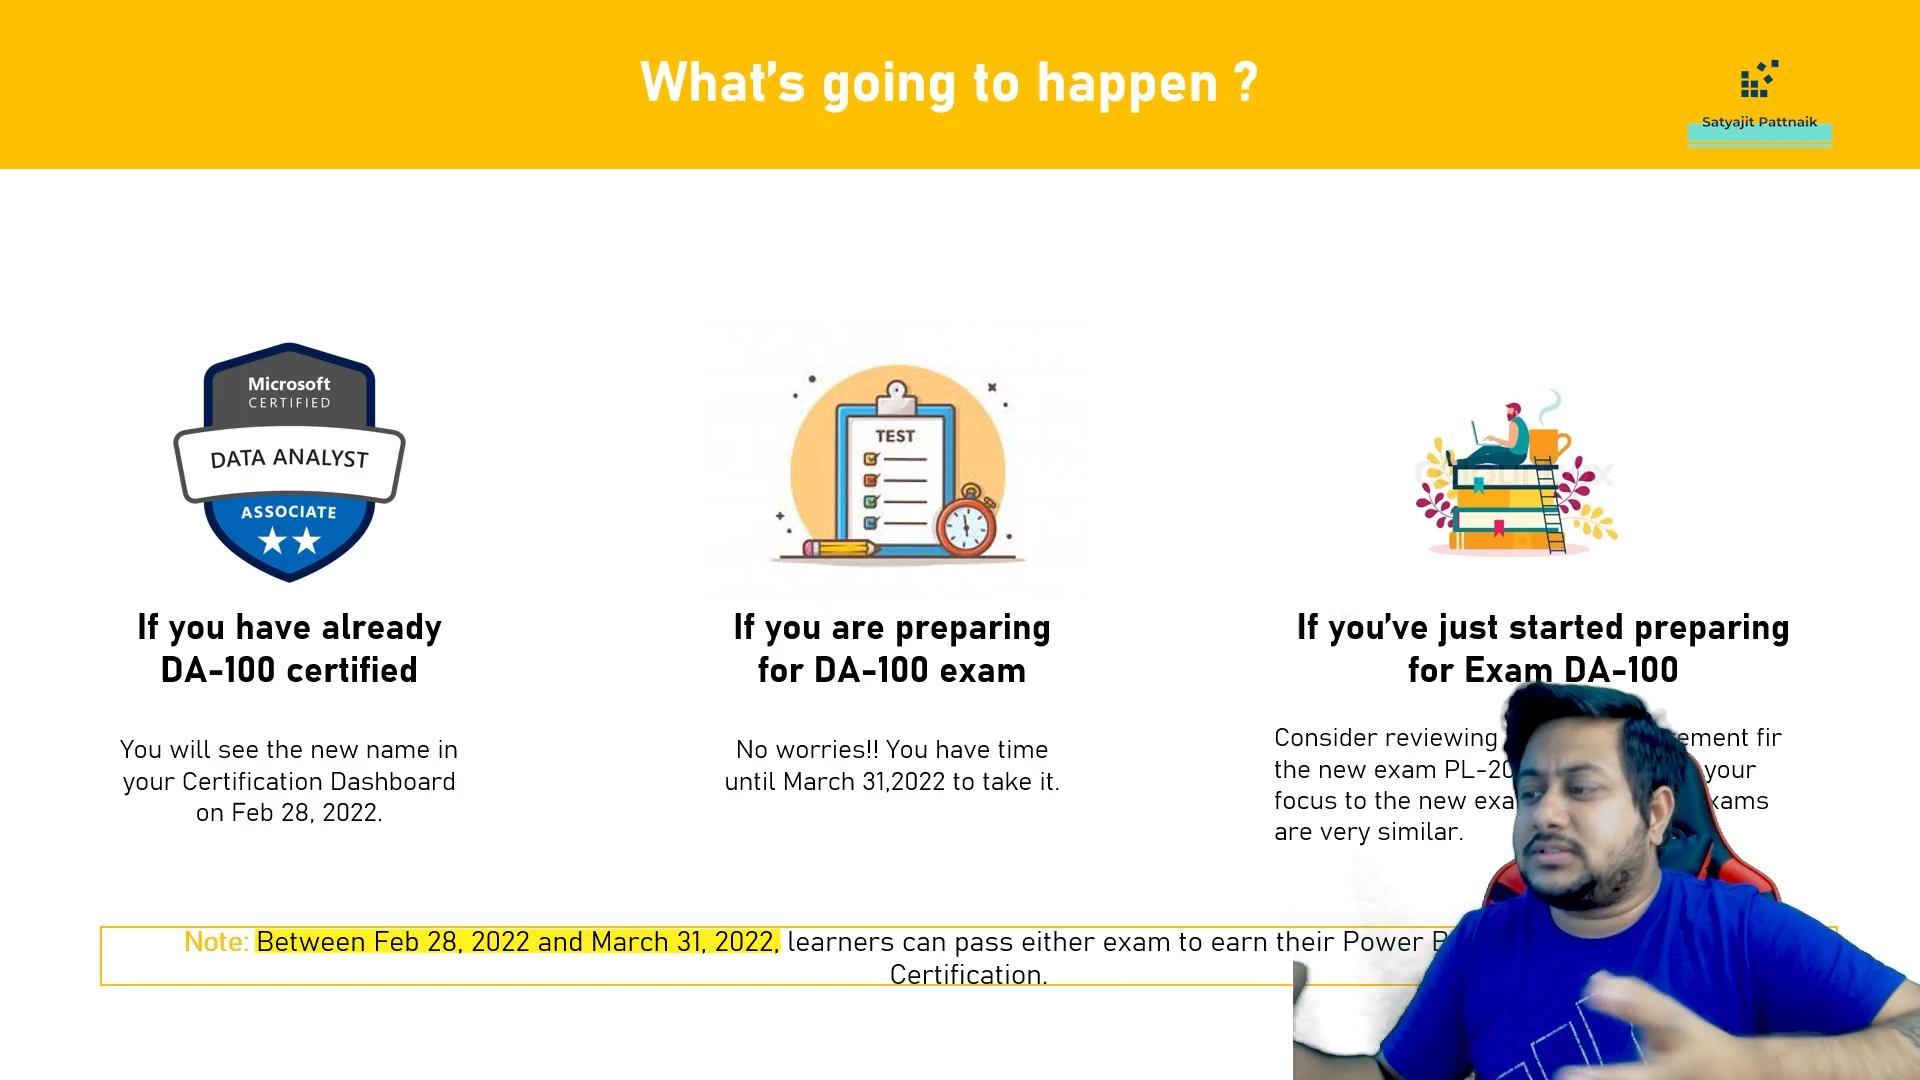 What's going to happen ?
Satyajit Pattnaik
Microsoft
CERTIFIED
DATA ANALYST
ASSOCIATE
TEST
If you have already
DA-100 certified
If you are preparing
for DA-100 exam
If you've just started preparing
for Exam DA-100
You will see the new name in
your Certification Dashboard
on Feb 28, 2022.
No worries!! You have time
until March 31,2022 to take it.
Consider reviewing
the new exam your
focus to the new
are very similar.
Note: Between Feb 28, 2022 and March 31, 2022, learners can pass either exam to earn their Power
Certification.